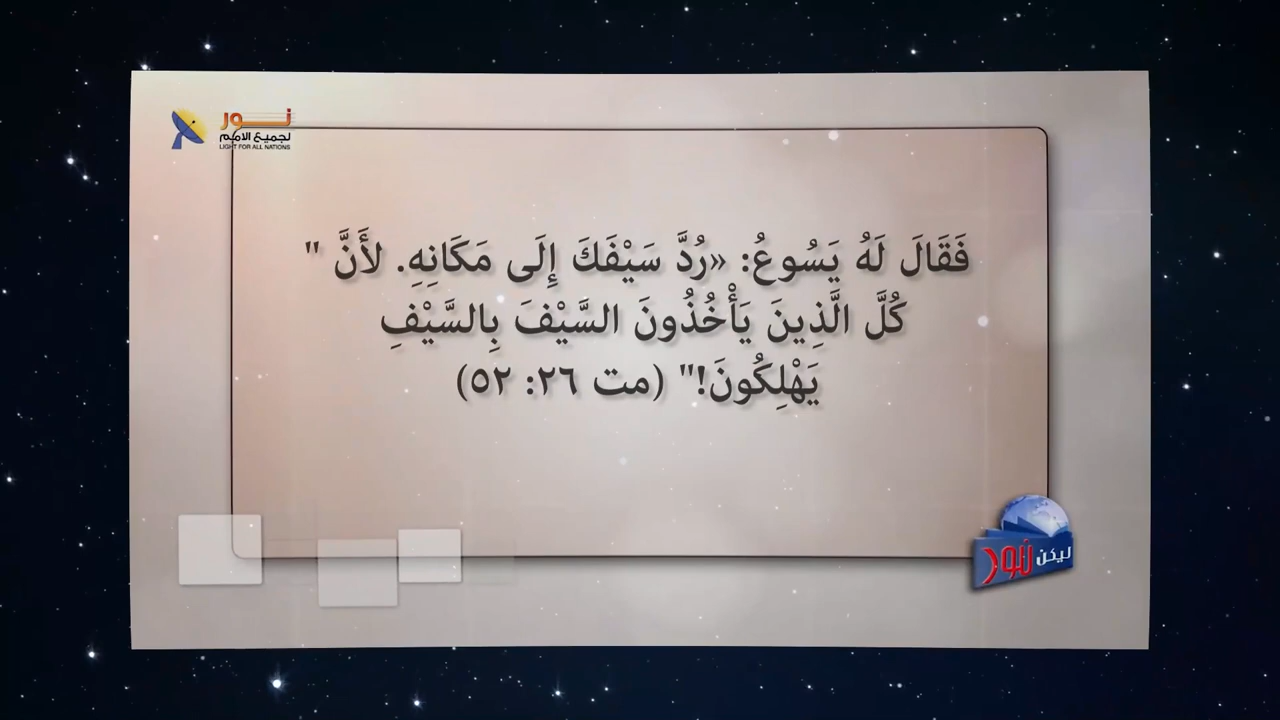 نور
لجميع الامم
LIGHT FOR ALL NATIONS
فَقَالَ لَهُ يَسُوعُ: «رُدَّ سَيْفَكَ إِلَى مَكَانِهِ. لأَنَّ "
كُلَّ الَّذِينَ يَأْخُذُونَ السَّيْفَ بِالسَّيْفِ
يَهْلِكُونَ!" (مت ٢٦: ٥٢)
ليكن نور